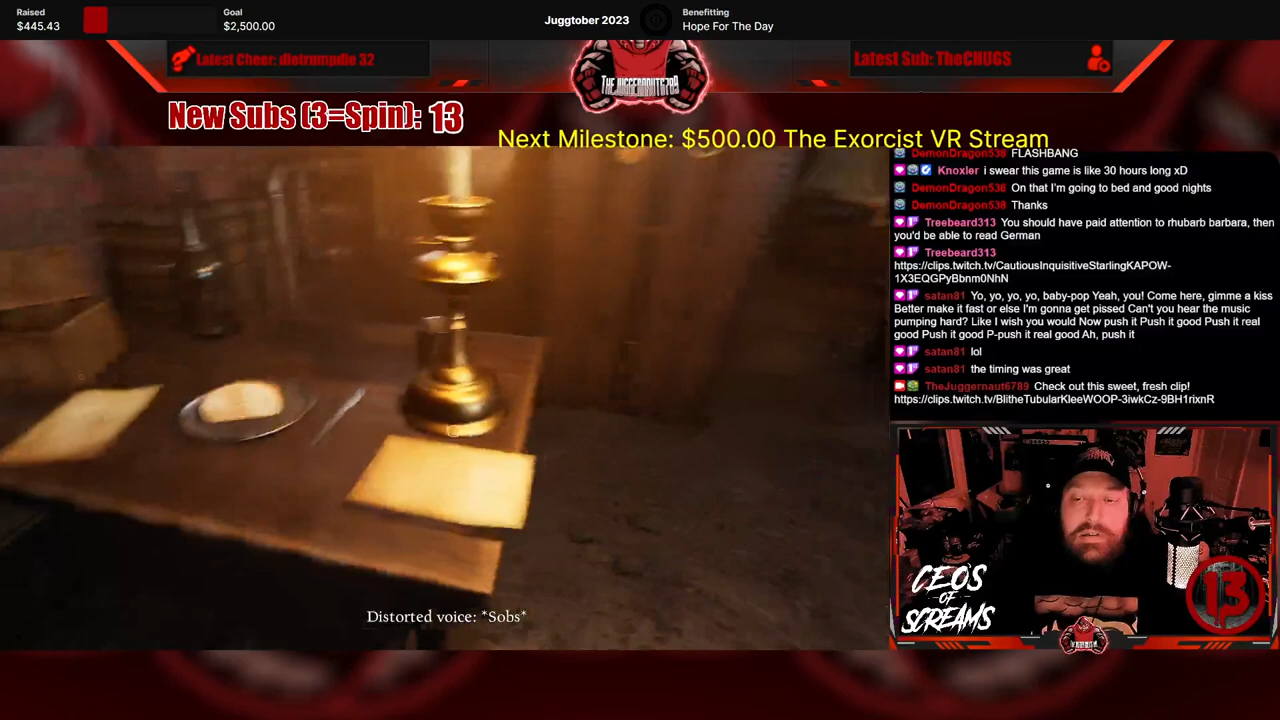 Raised
$445.43
Goal
$2,500.00
Juggtober 2023
Benefitting
Hope For The Day
Latest Cheer: dietrumpdie 32
THEJUGGERNAUT6789
Latest Sub: TheCHUGS
New Subs (3=Spin): 13
Next Milestone: $500.00 The Exorcist VR Stream
DemonDragon538 FLASHBANG
Knoxler i swear this game is like 30 hours long xD
DemonDragon538 On that I'm going to bed and good nights
DemonDragon538 Thanks
Treebeard313 You should have paid attention to rhubarb barbara, then
you'd be able to read German
Treebeard313
https://clips.twitch.tv/CautiousInquisitiveStarlingKAPOW-
1X3EQGPyBbnm0NhN
satan81 Yo, yo, yo, yo, baby-pop Yeah, you! Come here, gimme a kiss
Better make it fast or else I'm gonna get pissed Can't you hear the music
pumping hard? Like I wish you would Now push it Push it good Push it real
good Push it good P-push it real good Ah, push it
satan81 lol
satan81 the timing was great
TheJuggernaut6789 Check out this sweet, fresh clip!
https://clips.twitch.tv/BlitheTubularKleeWOOP-3iwkCz-9BH1rixnR
CEOS
OF
SCREAMS
13
Distorted voice: *Sobs*